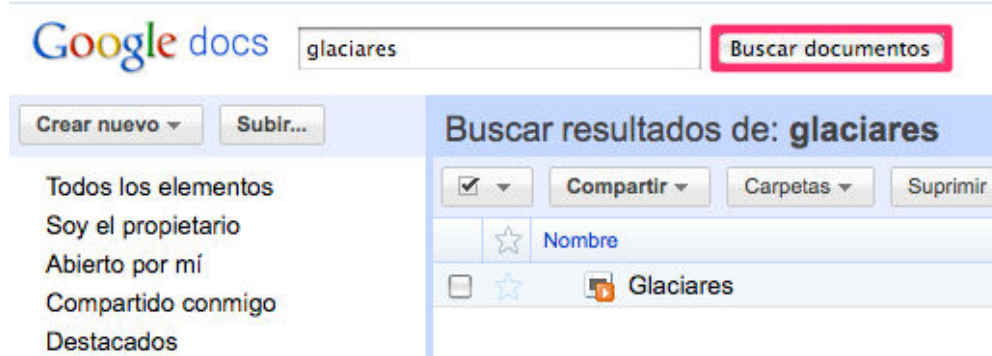 Google docs glaciares Buscar documentos
Crear nuevo Subir...
Buscar resultados de: glaciares
Todos los elementos
Soy el propietario
Abierto por mí
Compartido conmigo
Destacados
Compartir Carpetas Suprimir
Nombre
Glaciares